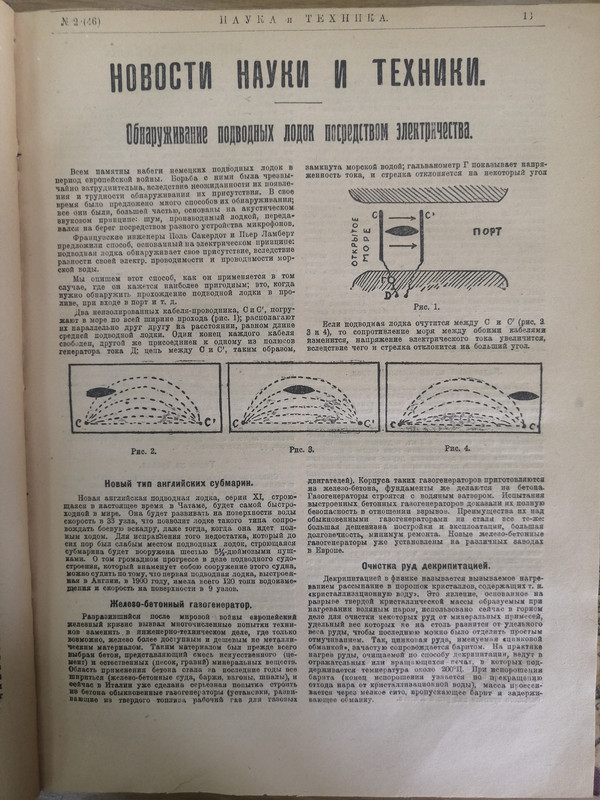 № 2 (46)
НАУКА и ТЕХНИКА.
13
НОВОСТИ НАУКИ И ТЕХНИКИ.
Обнаруживание подводных лодок посредством электричества.
Всем памятны набеги немецких подводных лодок в
период европейской войны. Борьба с ними была чрезвы-
чайно затруднительна, вследствие неожиданности их появле-
ния и трудности обнаруживания их присутствия. В свое
время было предложено много способов их обнаруживания;
все они были, большей частью, основаны на акустическом
звуковом принципе: шум, производимый лодкой, переда-
вался на берег посредством разного устройства микрофонов.
Французские инженеры Поль Сакердот и Пьер Ламберт
предложили способ, основанный на электрическом принципе:
подводная лодка обнаруживает свое присутствие, вследствие
разности своей электр. проводимости и проводимости мор-
ской воды.
Мы опишем этот способ, как он применяется в том
случае, где он кажется наиболее пригодным; это, когда
нужно обнаружить прохождение подводной лодки в про-
ливе, при входе в порт и т. д.
Два неизолированных кабеля-проводника, С и С', погру-
жают в море по всей ширине прохода (рис. 1); располагают
их параллельно друг другу на расстоянии, равном длине
средней подводной лодки. Один конец каждого кабеля
свободен, другой же присоединен к одному из полюсов
генератора тока Д; цепь между С и С', таким образом,
замкнута морской водой; гальванометр Г показывает напря-
женность тока, и стрелка отклоняется на некоторый угол
ОТКРЫТОЕ
МОРЕ
С
С'
ПОРТ
Г
D
Рис. 1.
Если подводная лодка очутится между С и С' (рис. 2
3 и 4), то сопротивление моря между обоими кабелями
изменится, напряжение электрического тока увеличится,
вследствие чего и стрелка отклонится на больший угол.
С
С'
С
С'
С
С'
Рис. 2.
Рис. 3.
Рис. 4.
Новый тип английских субмарин.
Новая английская подводная лодка, серия XI, строю-
щаяся в настоящее время в Чатаме, будет самой быстро-
ходной в мире. Она будет развивать на поверхности воды
скорость в 33 узла, что позволит лодке такого типа сопро-
вождать боевую эскадру, даже тогда, когда она идет пол-
ным ходом. Для исправления того недостатка, который до
сих пор был слабым местом подводных лодок, строющаяся
субмарина будет вооружена шестью 5½-дюймовыми пуш-
ками. О том громадном прогрессе в деле подводного судо-
строения, который знаменует собою сооружение этого судна,
можно судить по тому, что первая подводная лодка, выстроен-
ная в Англии, в 1900 году, имела всего 120 тонн водоизме-
щения и скорость на поверхности в 9 узлов.
Железо-бетонный газогенератор.
Разразившийся после мировой войны европейский
железный кризис вызвал многочисленные попытки техни-
ков заменить в инженерно-техническом деле, где только
возможно, железо более доступным и дешевым не металли-
ческим материалом. Таким материалом был прежде всего
выбран бетон, представляющий смесь искусственного (це-
мент) и естественных (песок, гравий) минеральных веществ.
Область применения бетона стала за последние годы все
шириться (железо-бетонные суда, баржи, вагоны, шпалы), и
сейчас в Италии уже сделана серьезная попытка строить
из бетона обыкновенные газогенераторы (установки, разви-
вающие из твердого топлива рабочий газ для газовых
двигателей). Корпуса таких газогенераторов приготовляются
из железо-бетона, фундаменты же делаются из бетона.
Газогенераторы строятся с водяным затвором. Испытания
выстроенных бетонных газогенераторов доказали их полную
безопасность в отношении взрывов. Преимущества их над
обыкновенными газогенераторами из стали все те-же:
большая дешевизна постройки и эксплоатации, большая
долговечность, минимум ремонта. Новые железо-бетонные
газогенераторы уже установлены на различных заводах
в Европе.
Очистка руд декрипитацией.
Декрипитацией в физике называется вызываемое нагре-
ванием рассыпание в порошок кристаллов, содержащих т. н.
«кристаллизационную воду». Это явление, основанное на
разрыве твердой кристаллической массы образуемым при
нагревании водяным паром, использовано сейчас в горном
деле для очистки некоторых руд от минеральных примесей,
удельный вес которых не на столь разнится от удельного
веса руды, чтобы последнюю можно было отделить простым
отмучиванием. Так, цинковая руда, именуемая «цинковой
обманкой», зачастую сопровождается баритом. На практике
нагрев руды, очищаемой по способу декрипитации, ведут в
отражательных или вращающихся печах, в которых под-
держивается температура около 500°Ц. При испорошении
барита (конец испорошения узнается по прекращению
отхода пара от кристаллизационной воды), масса просеи-
вается через мелкое сито, пропускающее барит и задержи-
вающее обманку.